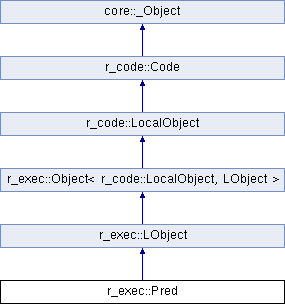 core::_Object
r_code::Code
r_code::LocalObject
r_exec::Object< r_code::LocalObject, LObject >
r_exec::LObject
r_exec::Pred